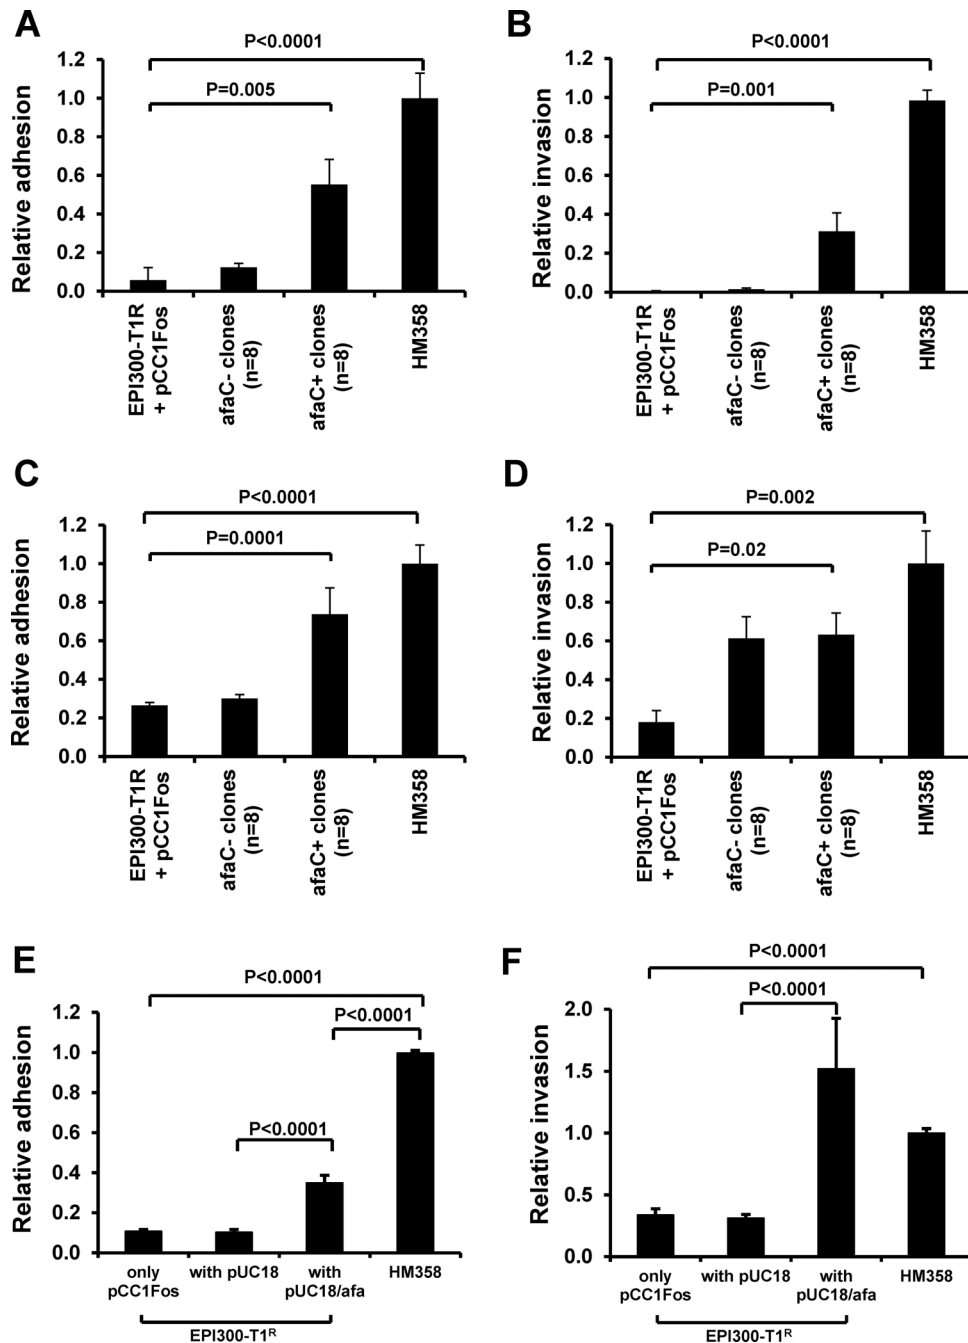 A
P<0.0001
P=0.005
Relative adhesion
1.2
1.0
0.8
0.6
0.4
0.2
0.0
EPI300-T1R
+ pCC1Fos
afaC- clones
(n=8)
afaC+ clones
(n=8)
HM358
B
P<0.0001
P=0.001
Relative invasion
1.2
1.0
0.8
0.6
0.4
0.2
0.0
EPI300-T1R
+ pCC1Fos
afaC- clones
(n=8)
afaC+ clones
(n=8)
HM358
C
P<0.0001
P=0.0001
Relative adhesion
1.2
1.0
0.8
0.6
0.4
0.2
0.0
EPI300-T1R
+ pCC1Fos
afaC- clones
(n=8)
afaC+ clones
(n=8)
HM358
D
P=0.002
P=0.02
Relative invasion
1.2
1.0
0.8
0.6
0.4
0.2
0.0
EPI300-T1R
+ pCC1Fos
afaC- clones
(n=8)
afaC+ clones
(n=8)
HM358
E
P<0.0001
P<0.0001
P<0.0001
Relative adhesion
1.2
1.0
0.8
0.6
0.4
0.2
0.0
only
pCC1Fos
with pUC18
with
pUC18/afa
HM358
EPI300-T1ᴿ
F
P<0.0001
P<0.0001
Relative invasion
2.0
1.5
1.0
0.5
0.0
only
pCC1Fos
with pUC18
with
pUC18/afa
HM358
EPI300-T1ᴿ